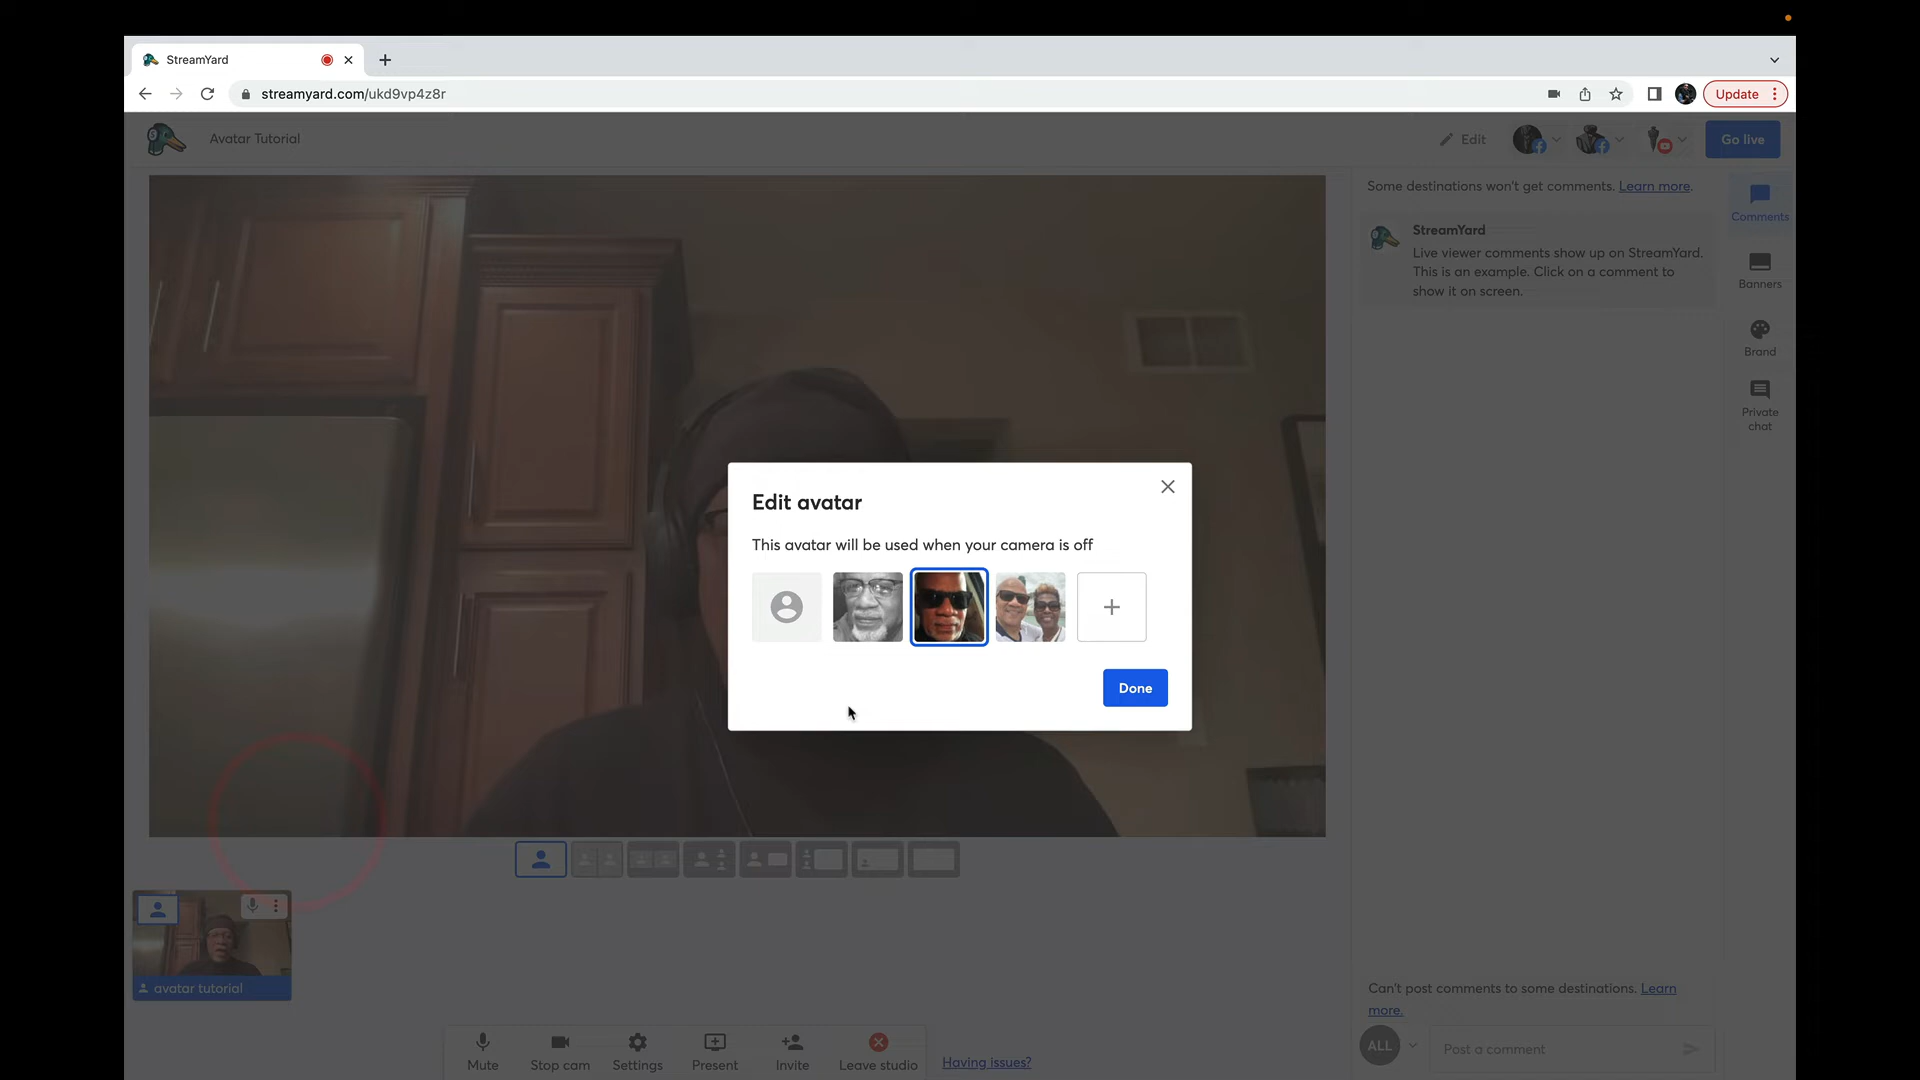 StreamYard
streamyard.com/ukd9vp4z8r
Update
Avatar Tutorial
Edit
Go live
Some destinations won't get comments. Learn more.
StreamYard
Live viewer comments show up on StreamYard.
This is an example. Click on a comment to
show it on screen.
Comments
Banners
Brand
Private
chat
Edit avatar
This avatar will be used when your camera is off
Done
avatar tutorial
Mute
Stop cam
Settings
Present
Invite
Leave studio
Having issues?
Can't post comments to some destinations. Learn
more.
ALL
Post a comment